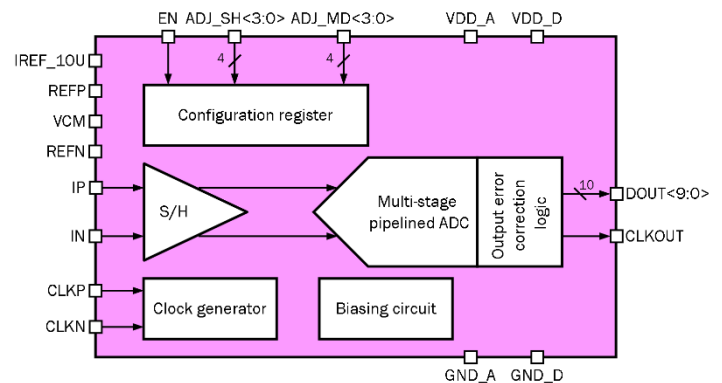 EN ADJ_SH<3:0> ADJ_MD<3:0> VDD_A VDD_D
IREF_10U
REFP
VCM
REFN
IP
IN
CLKP
CLKN
4
4
Configuration register
S/H
Multi-stage
pipelined ADC
Output error
correction
logic
10
DOUT<9:0>
CLKOUT
Clock generator
Biasing circuit
GND_A GND_D